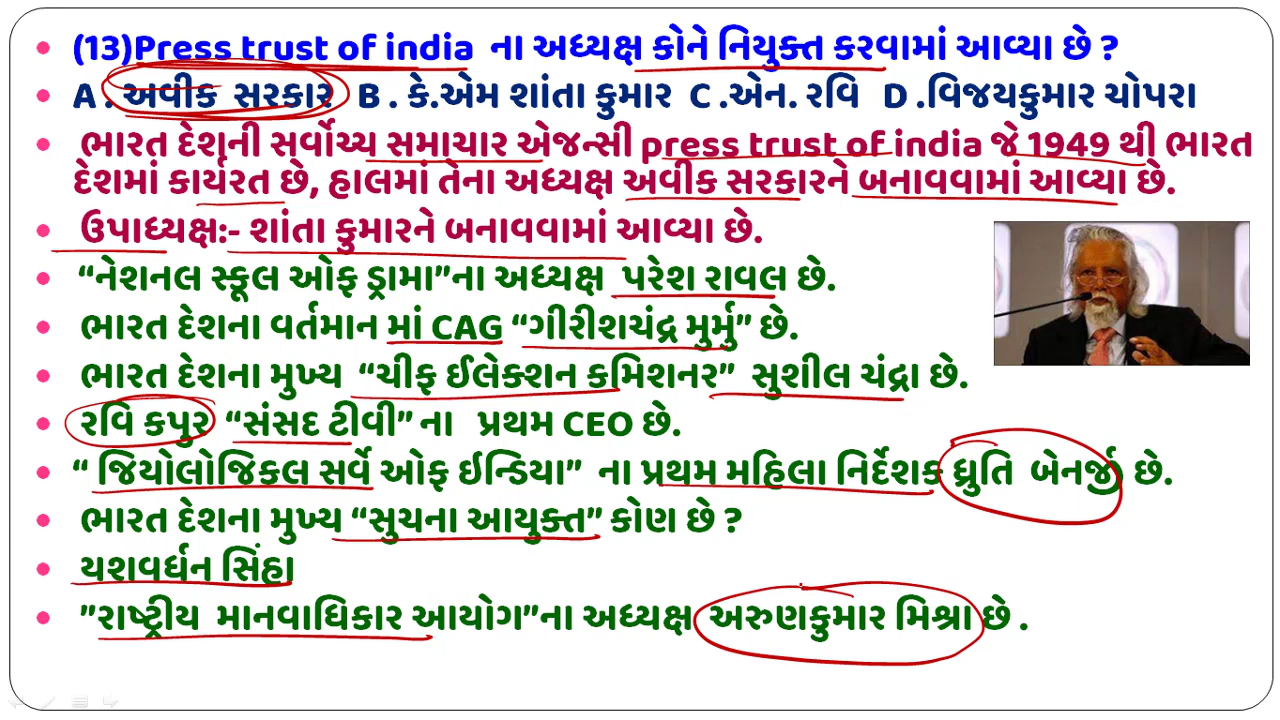 (13)Press trust of india ના અધ્યક્ષ કોને નિયુક્ત કરવામાં આવ્યા છે ?
A . અવીક સરકાર B . કે.એમ શાંતા કુમાર C .એન. રવિ D .વિજયકુમાર ચોપરા
ભારત દેશની સર્વોચ્ચ સમાચાર એજન્સી press trust of india જે 1949 થી ભારત
દેશમાં કાર્યરત છે, હાલમાં તેના અધ્યક્ષ અવીક સરકારને બનાવવામાં આવ્યા છે.
ઉપાધ્યક્ષ:- શાંતા કુમારને બનાવવામાં આવ્યા છે.
“નેશનલ સ્કૂલ ઓફ ડ્રામા”ના અધ્યક્ષ પરેશ રાવલ છે.
ભારત દેશના વર્તમાન માં CAG “ગીરીશચંદ્ર મુર્મુ” છે.
ભારત દેશના મુખ્ય “ચીફ ઈલેક્શન કમિશનર” સુશીલ ચંદ્રા છે.
રવિ કપુર “સંસદ ટીવી” ના પ્રથમ CEO છે.
“ જિયોલોજિકલ સર્વે ઓફ ઈન્ડિયા” ના પ્રથમ મહિલા નિર્દેશક ધ્રુતિ બેનર્જી છે.
ભારત દેશના મુખ્ય “સુચના આયુક્ત” કોણ છે ?
યશવર્ધન સિંહા
”રાષ્ટ્રીય માનવાધિકાર આયોગ”ના અધ્યક્ષ અરુણકુમાર મિશ્રા છે .